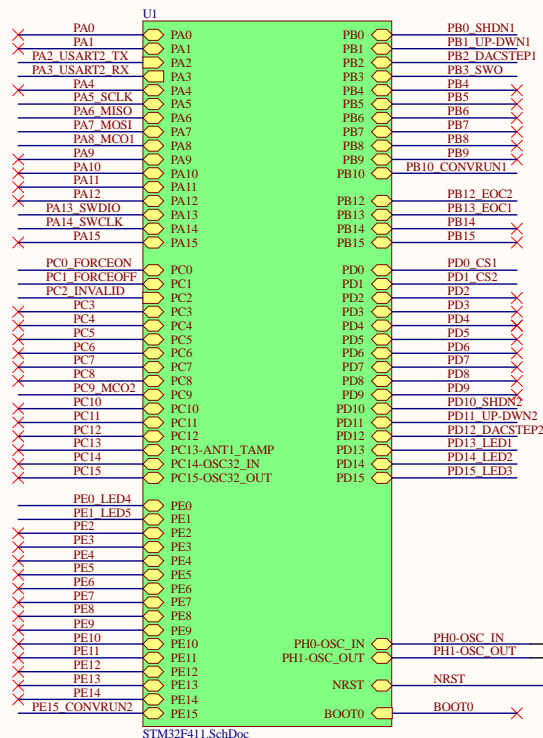 U1
PA0 PA0 PB0 PB0_SHDN1
PA1 PA1 PB1 PB1_UP-DWN1
PA2_USART2_TX PA2 PB2 PB2_DACSTEP1
PA3_USART2_RX PA3 PB3 PB3_SWO
PA4 PA4 PB4 PB4
PA5_SCLK PA5 PB5 PB5
PA6_MISO PA6 PB6 PB6
PA7_MOSI PA7 PB7 PB7
PA8_MCO1 PA8 PB8 PB8
PA9 PA9 PB9 PB9
PA10 PA10 PB10 PB10_CONVRUN1
PA11 PA11
PA12 PA12 PB12 PB12_EOC2
PA13_SWDIO PA13 PB13 PB13_EOC1
PA14_SWCLK PA14 PB14 PB14
PA15 PA15 PB15 PB15
PC0_FORCEON PC0 PD0 PD0_CS1
PC1_FORCEOFF PC1 PD1 PD1_CS2
PC2_INVALID PC2 PD2 PD2
PC3 PC3 PD3 PD3
PC4 PC4 PD4 PD4
PC5 PC5 PD5 PD5
PC6 PC6 PD6 PD6
PC7 PC7 PD7 PD7
PC8 PC8 PD8 PD8
PC9_MCO2 PC9 PD9 PD9
PC10 PC10 PD10 PD10_SHDN2
PC11 PC11 PD11 PD11_UP-DWN2
PC12 PC12 PD12 PD12_DACSTEP2
PC13 PC13-ANT1_TAMP PD13 PD13_LED1
PC14 PC14-OSC32_IN PD14 PD14_LED2
PC15 PC15-OSC32_OUT PD15 PD15_LED3
PE0_LED4 PE0
PE1_LED5 PE1
PE2 PE2
PE3 PE3
PE4 PE4
PE5 PE5
PE6 PE6
PE7 PE7
PE8 PE8
PE9 PE9
PE10 PE10 PH0-OSC_IN PH0-OSC_IN
PE11 PE11 PH1-OSC_OUT PH1-OSC_OUT
PE12 PE12
PE13 PE13 NRST NRST
PE14 PE14
PE15_CONVRUN2 PE15 BOOT0 BOOT0
STM32F411.SchDoc